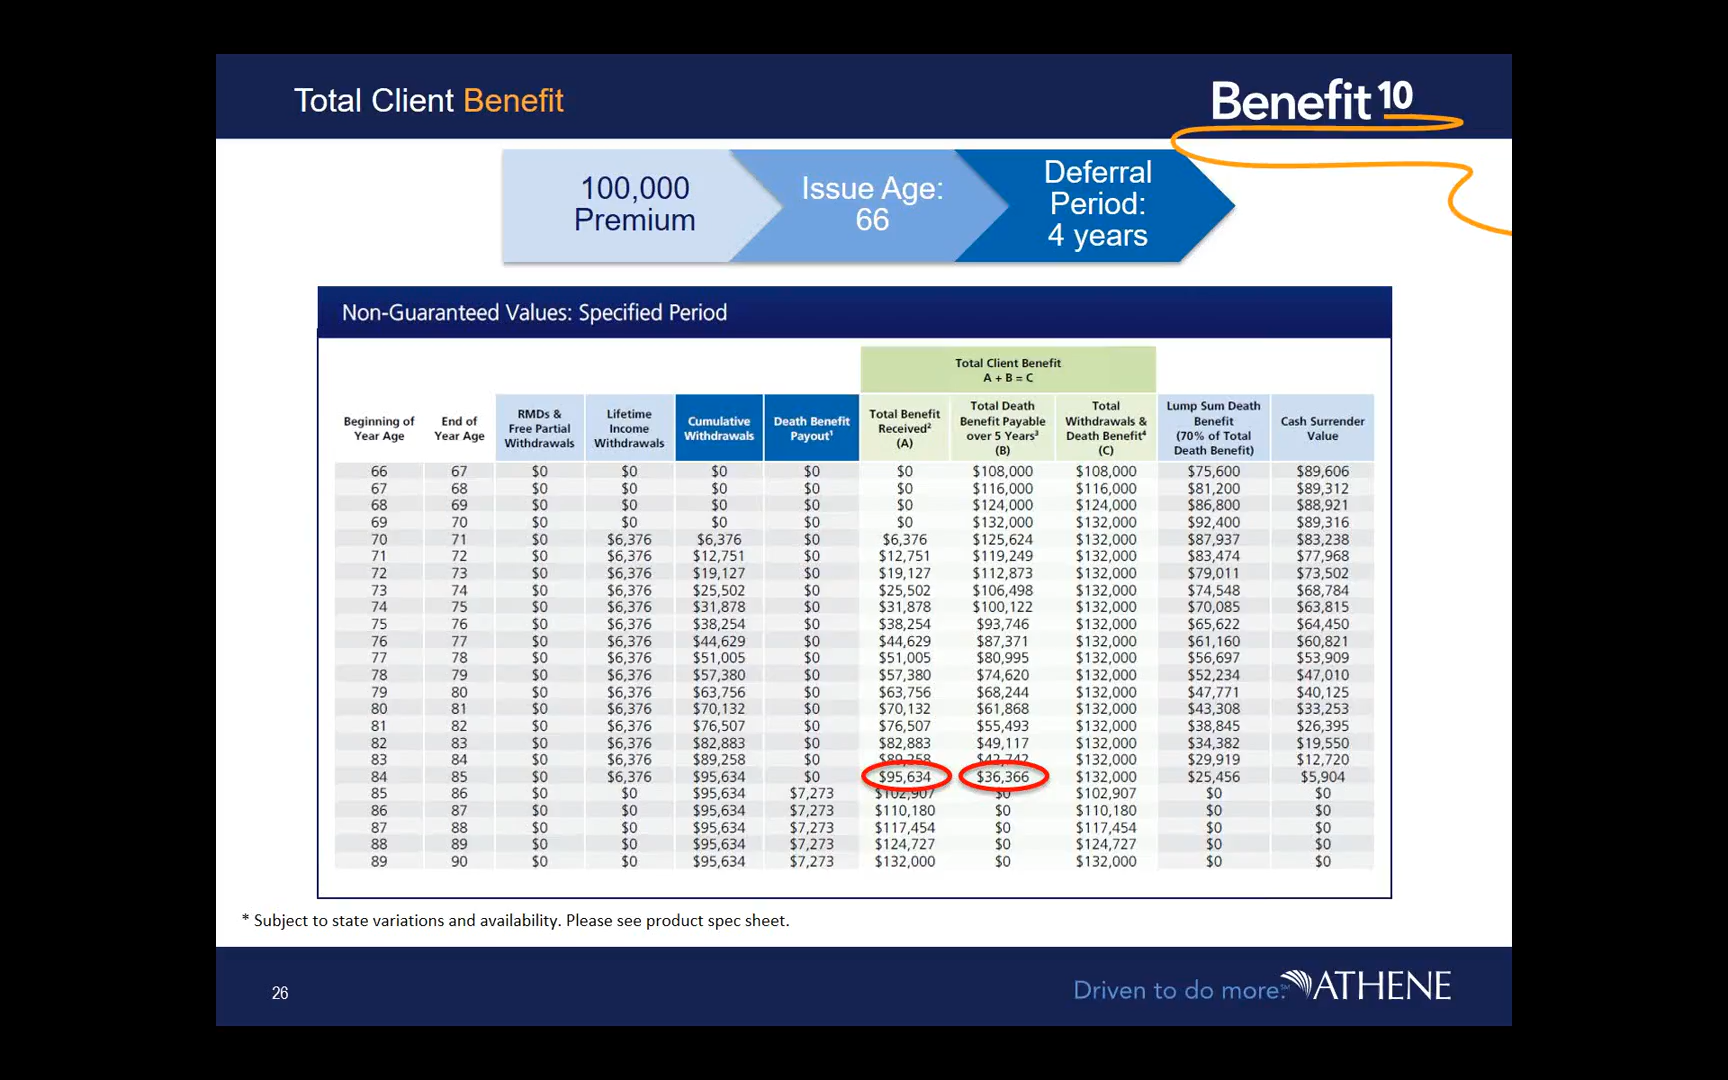 Total Client Benefit
Benefit 10
100,000
Premium
Issue Age:
66
Deferral
Period:
4 years
Non-Guaranteed Values: Specified Period
Total Client Benefit
A + B = C
Beginning of Year Age | End of Year Age | RMDs & Free Partial Withdrawals | Lifetime Income Withdrawals | Cumulative Withdrawals | Death Benefit Payout¹ | Total Benefit Received² (A) | Total Death Benefit Payable over 5 Years³ (B) | Total Withdrawals & Death Benefit⁴ (C) | Lump Sum Death Benefit (70% of Total Death Benefit) | Cash Surrender Value
66 67 $0 $0 $0 $0 $0 $108,000 $108,000 $75,600 $89,606
67 68 $0 $0 $0 $0 $0 $116,000 $116,000 $81,200 $89,312
68 69 $0 $0 $0 $0 $0 $124,000 $124,000 $86,800 $88,921
69 70 $0 $0 $0 $0 $0 $132,000 $132,000 $92,400 $89,316
70 71 $0 $6,376 $6,376 $0 $6,376 $125,624 $132,000 $87,937 $83,238
71 72 $0 $6,376 $12,751 $0 $12,751 $119,249 $132,000 $83,474 $77,968
72 73 $0 $6,376 $19,127 $0 $19,127 $112,873 $132,000 $79,011 $73,502
73 74 $0 $6,376 $25,502 $0 $25,502 $106,498 $132,000 $74,548 $68,784
74 75 $0 $6,376 $31,878 $0 $31,878 $100,122 $132,000 $70,085 $63,815
75 76 $0 $6,376 $38,254 $0 $38,254 $93,746 $132,000 $65,622 $64,450
76 77 $0 $6,376 $44,629 $0 $44,629 $87,371 $132,000 $61,160 $60,821
77 78 $0 $6,376 $51,005 $0 $51,005 $80,995 $132,000 $56,697 $53,909
78 79 $0 $6,376 $57,380 $0 $57,380 $74,620 $132,000 $52,234 $47,010
79 80 $0 $6,376 $63,756 $0 $63,756 $68,244 $132,000 $47,771 $40,125
80 81 $0 $6,376 $70,132 $0 $70,132 $61,868 $132,000 $43,308 $33,253
81 82 $0 $6,376 $76,507 $0 $76,507 $55,493 $132,000 $38,845 $26,395
82 83 $0 $6,376 $82,883 $0 $82,883 $49,117 $132,000 $34,382 $19,550
83 84 $0 $6,376 $89,258 $0 $89,258 $42,742 $132,000 $29,919 $12,720
84 85 $0 $6,376 $95,634 $0 $95,634 $36,366 $132,000 $25,456 $5,904
85 86 $0 $0 $95,634 $7,273 $102,907 $0 $102,907 $0 $0
86 87 $0 $0 $95,634 $7,273 $110,180 $0 $110,180 $0 $0
87 88 $0 $0 $95,634 $7,273 $117,454 $0 $117,454 $0 $0
88 89 $0 $0 $95,634 $7,273 $124,727 $0 $124,727 $0 $0
89 90 $0 $0 $95,634 $7,273 $132,000 $0 $132,000 $0 $0
* Subject to state variations and availability. Please see product spec sheet.
26
Driven to do more.℠ ATHENE